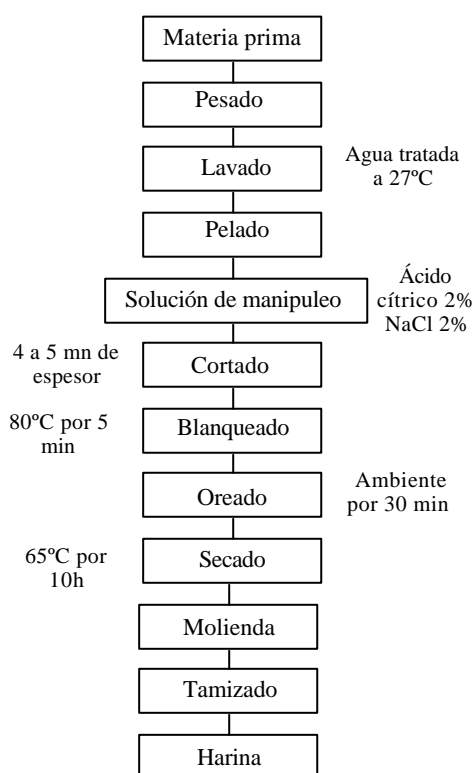 Materia prima
Pesado
Lavado
Agua tratada
a 27ºC
Pelado
Solución de manipuleo
Ácido
cítrico 2%
NaCl 2%
4 a 5 mn de
espesor
Cortado
80ºC por 5
min
Blanqueado
Oreado
Ambiente
por 30 min
65ºC por
10h
Secado
Molienda
Tamizado
Harina